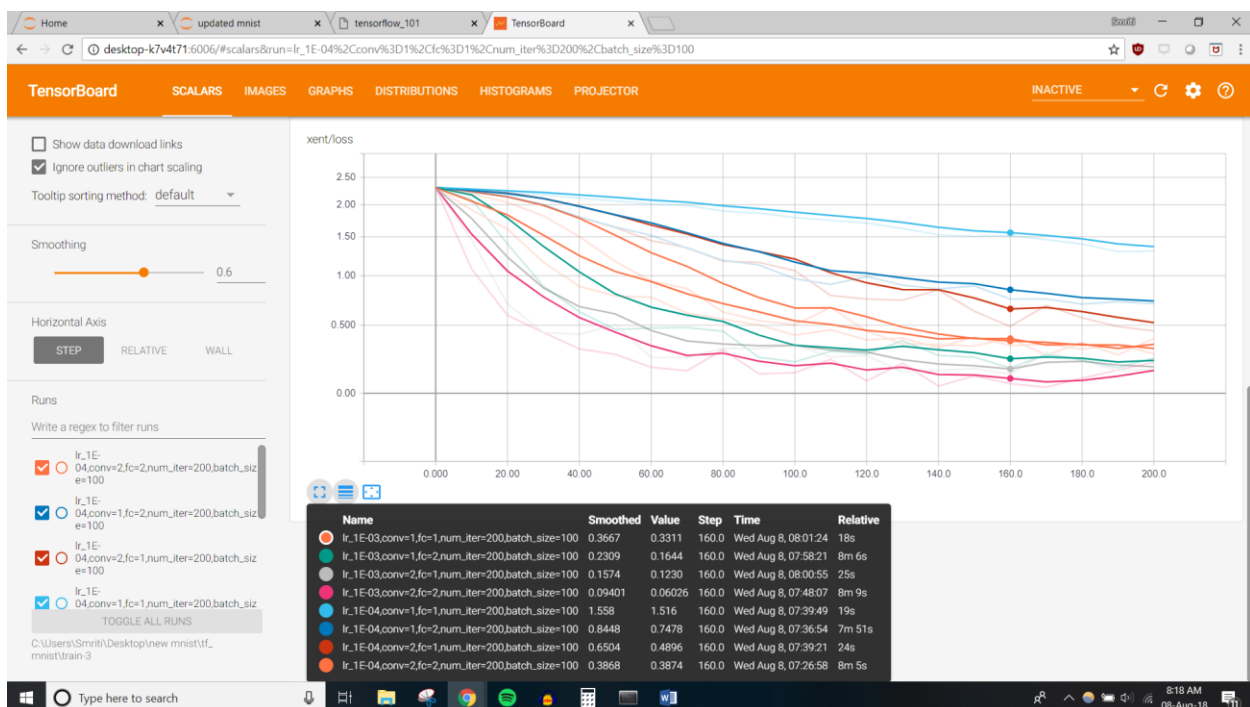 Home
updated mnist
tensorflow_101
TensorBoard
Smriti
desktop-k7v4t71:6006/#scalars&run=lr_1E-04%2Cconv%3D1%2Cfc%3D1%2Cnum_iter%3D200%2Cbatch_size%3D100
TensorBoard SCALARS IMAGES GRAPHS DISTRIBUTIONS HISTOGRAMS PROJECTOR INACTIVE
Show data download links
Ignore outliers in chart scaling
Tooltip sorting method: default
Smoothing
0.6
Horizontal Axis
STEP RELATIVE WALL
Runs
Write a regex to filter runs
lr_1E-
04,conv=2,fc=2,num_iter=200,batch_siz
e=100
lr_1E-
04,conv=1,fc=2,num_iter=200,batch_siz
e=100
lr_1E-
04,conv=2,fc=1,num_iter=200,batch_siz
e=100
lr_1E-
04,conv=1,fc=1,num_iter=200,batch_siz
TOGGLE ALL RUNS
C:\Users\Smriti\Desktop\new mnist\tf_
mnist\train-3
xent/loss
2.50
2.00
1.50
1.00
0.500
0.00
0.000 20.00 40.00 60.00 80.00 100.0 120.0 140.0 160.0 180.0 200.0
Name Smoothed Value Step Time Relative
lr_1E-03,conv=1,fc=1,num_iter=200,batch_size=100 0.3667 0.3311 160.0 Wed Aug 8, 08:01:24 18s
lr_1E-03,conv=1,fc=2,num_iter=200,batch_size=100 0.2309 0.1644 160.0 Wed Aug 8, 07:58:21 8m 6s
lr_1E-03,conv=2,fc=1,num_iter=200,batch_size=100 0.1574 0.1230 160.0 Wed Aug 8, 08:00:55 25s
lr_1E-03,conv=2,fc=2,num_iter=200,batch_size=100 0.09401 0.06026 160.0 Wed Aug 8, 07:48:07 8m 9s
lr_1E-04,conv=1,fc=1,num_iter=200,batch_size=100 1.558 1.516 160.0 Wed Aug 8, 07:39:49 19s
lr_1E-04,conv=1,fc=2,num_iter=200,batch_size=100 0.8448 0.7478 160.0 Wed Aug 8, 07:36:54 7m 51s
lr_1E-04,conv=2,fc=1,num_iter=200,batch_size=100 0.6504 0.4896 160.0 Wed Aug 8, 07:39:21 24s
lr_1E-04,conv=2,fc=2,num_iter=200,batch_size=100 0.3868 0.3874 160.0 Wed Aug 8, 07:26:58 8m 5s
Type here to search
8:18 AM
08-Aug-18